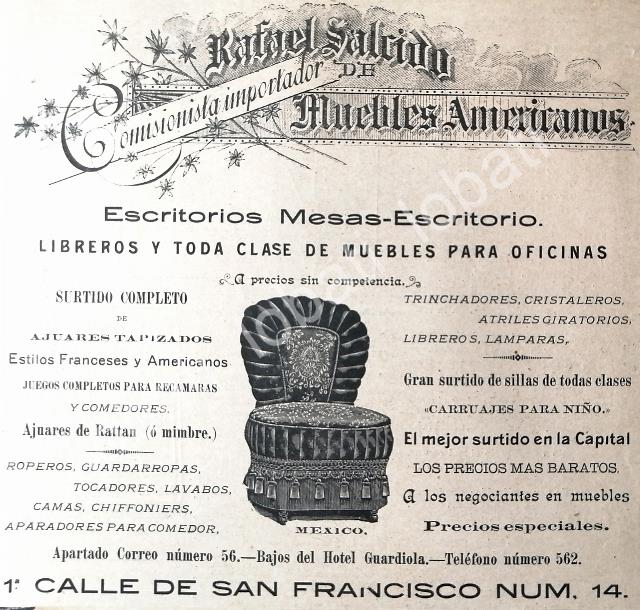 Rafael Salcido
Comisionista importador DE
Muebles Americanos.
Escritorios Mesas-Escritorio.
LIBREROS Y TODA CLASE DE MUEBLES PARA OFICINAS
A precios sin competencia.
SURTIDO COMPLETO
DE
AJUARES TAPIZADOS
Estilos Franceses y Americanos
JUEGOS COMPLETOS PARA RECAMARAS
Y COMEDORES.
Ajuares de Rattan (ó mimbre.)
ROPEROS, GUARDARROPAS,
TOCADORES, LAVABOS,
CAMAS, CHIFFONIERS,
APARADORES PARA COMEDOR,
TRINCHADORES, CRISTALEROS,
ATRILES GIRATORIOS,
LIBREROS, LAMPARAS,
Gran surtido de sillas de todas clases
«CARRUAJES PARA NIÑO.»
El mejor surtido en la Capital
LOS PRECIOS MAS BARATOS,
A los negociantes en muebles
Precios especiales.
MEXICO.
Apartado Correo número 56.—Bajos del Hotel Guardiola.—Teléfono número 562.
1ª CALLE DE SAN FRANCISCO NUM, 14.